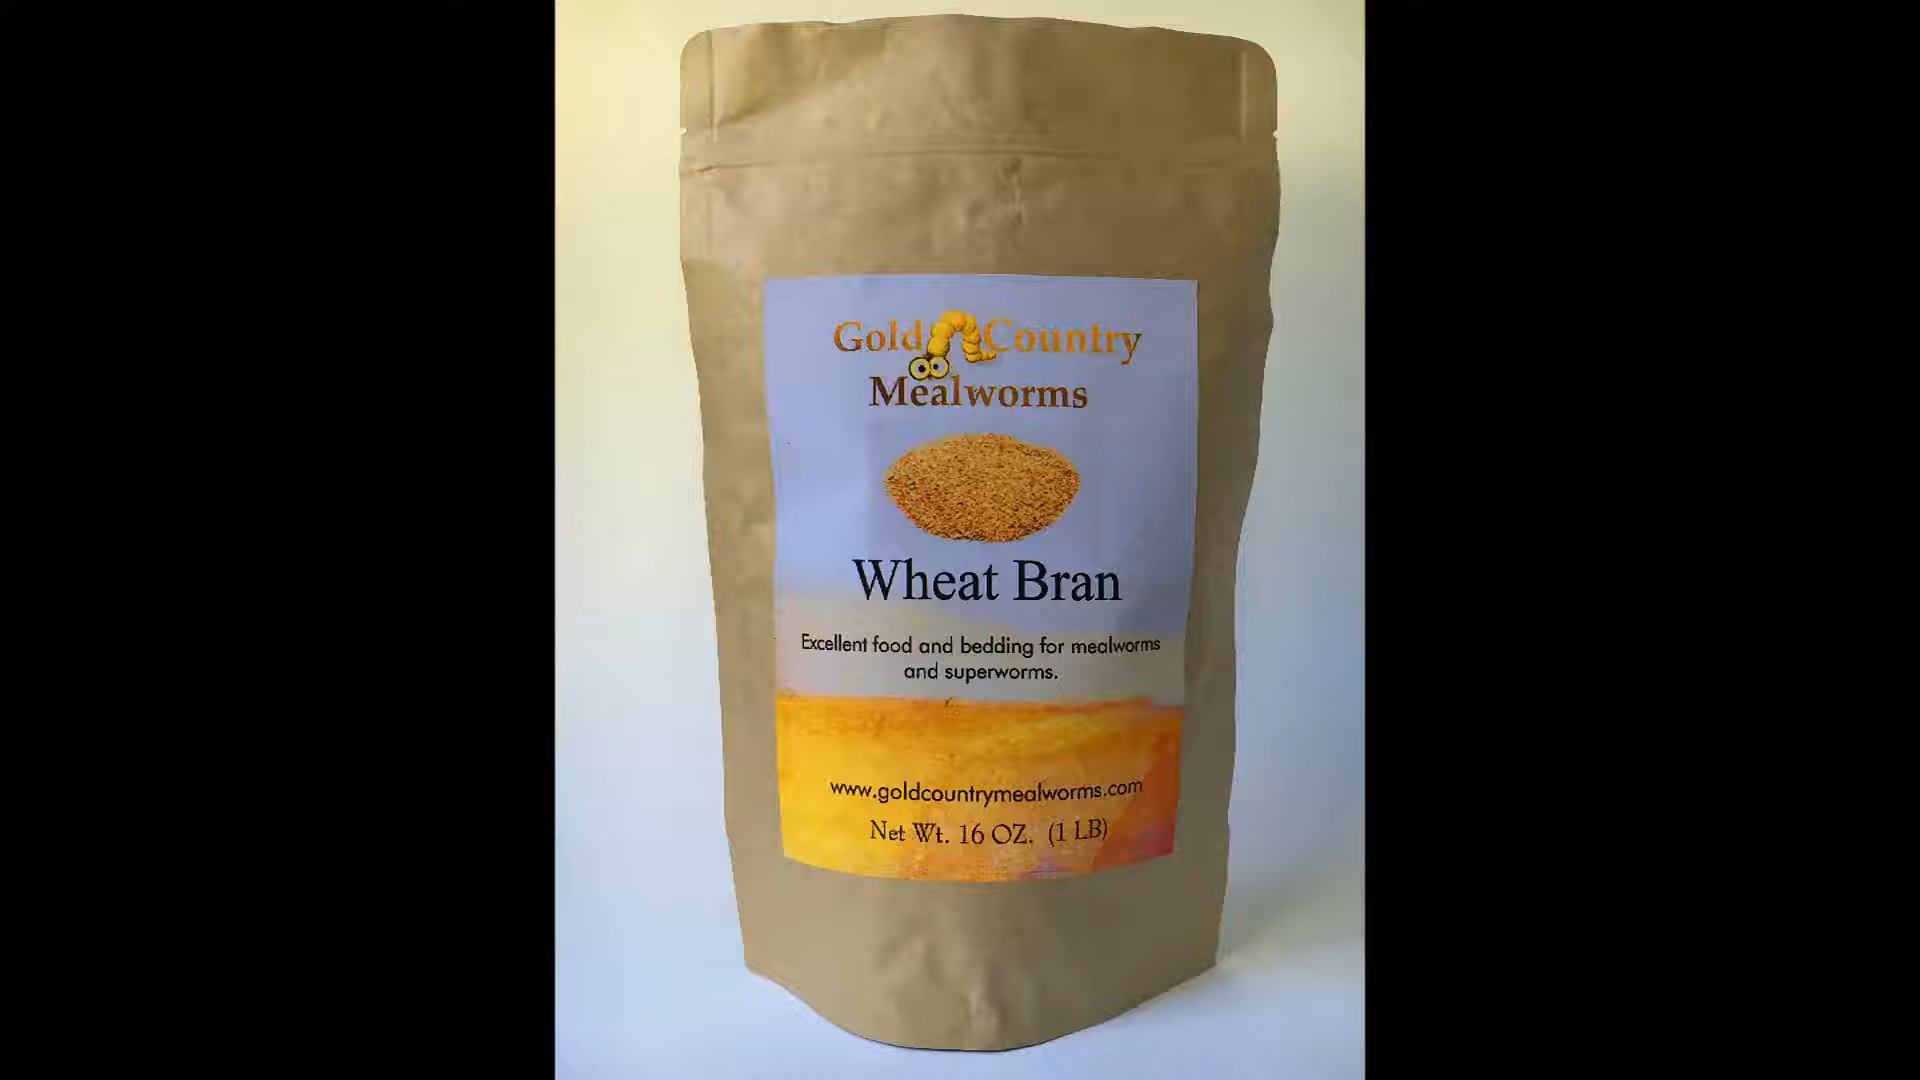 Gold Country
Mealworms
Wheat Bran
Excellent food and bedding for mealworms
and superworms.
www.goldcountrymealworms.com
Net Wt. 16 OZ. (1 LB)